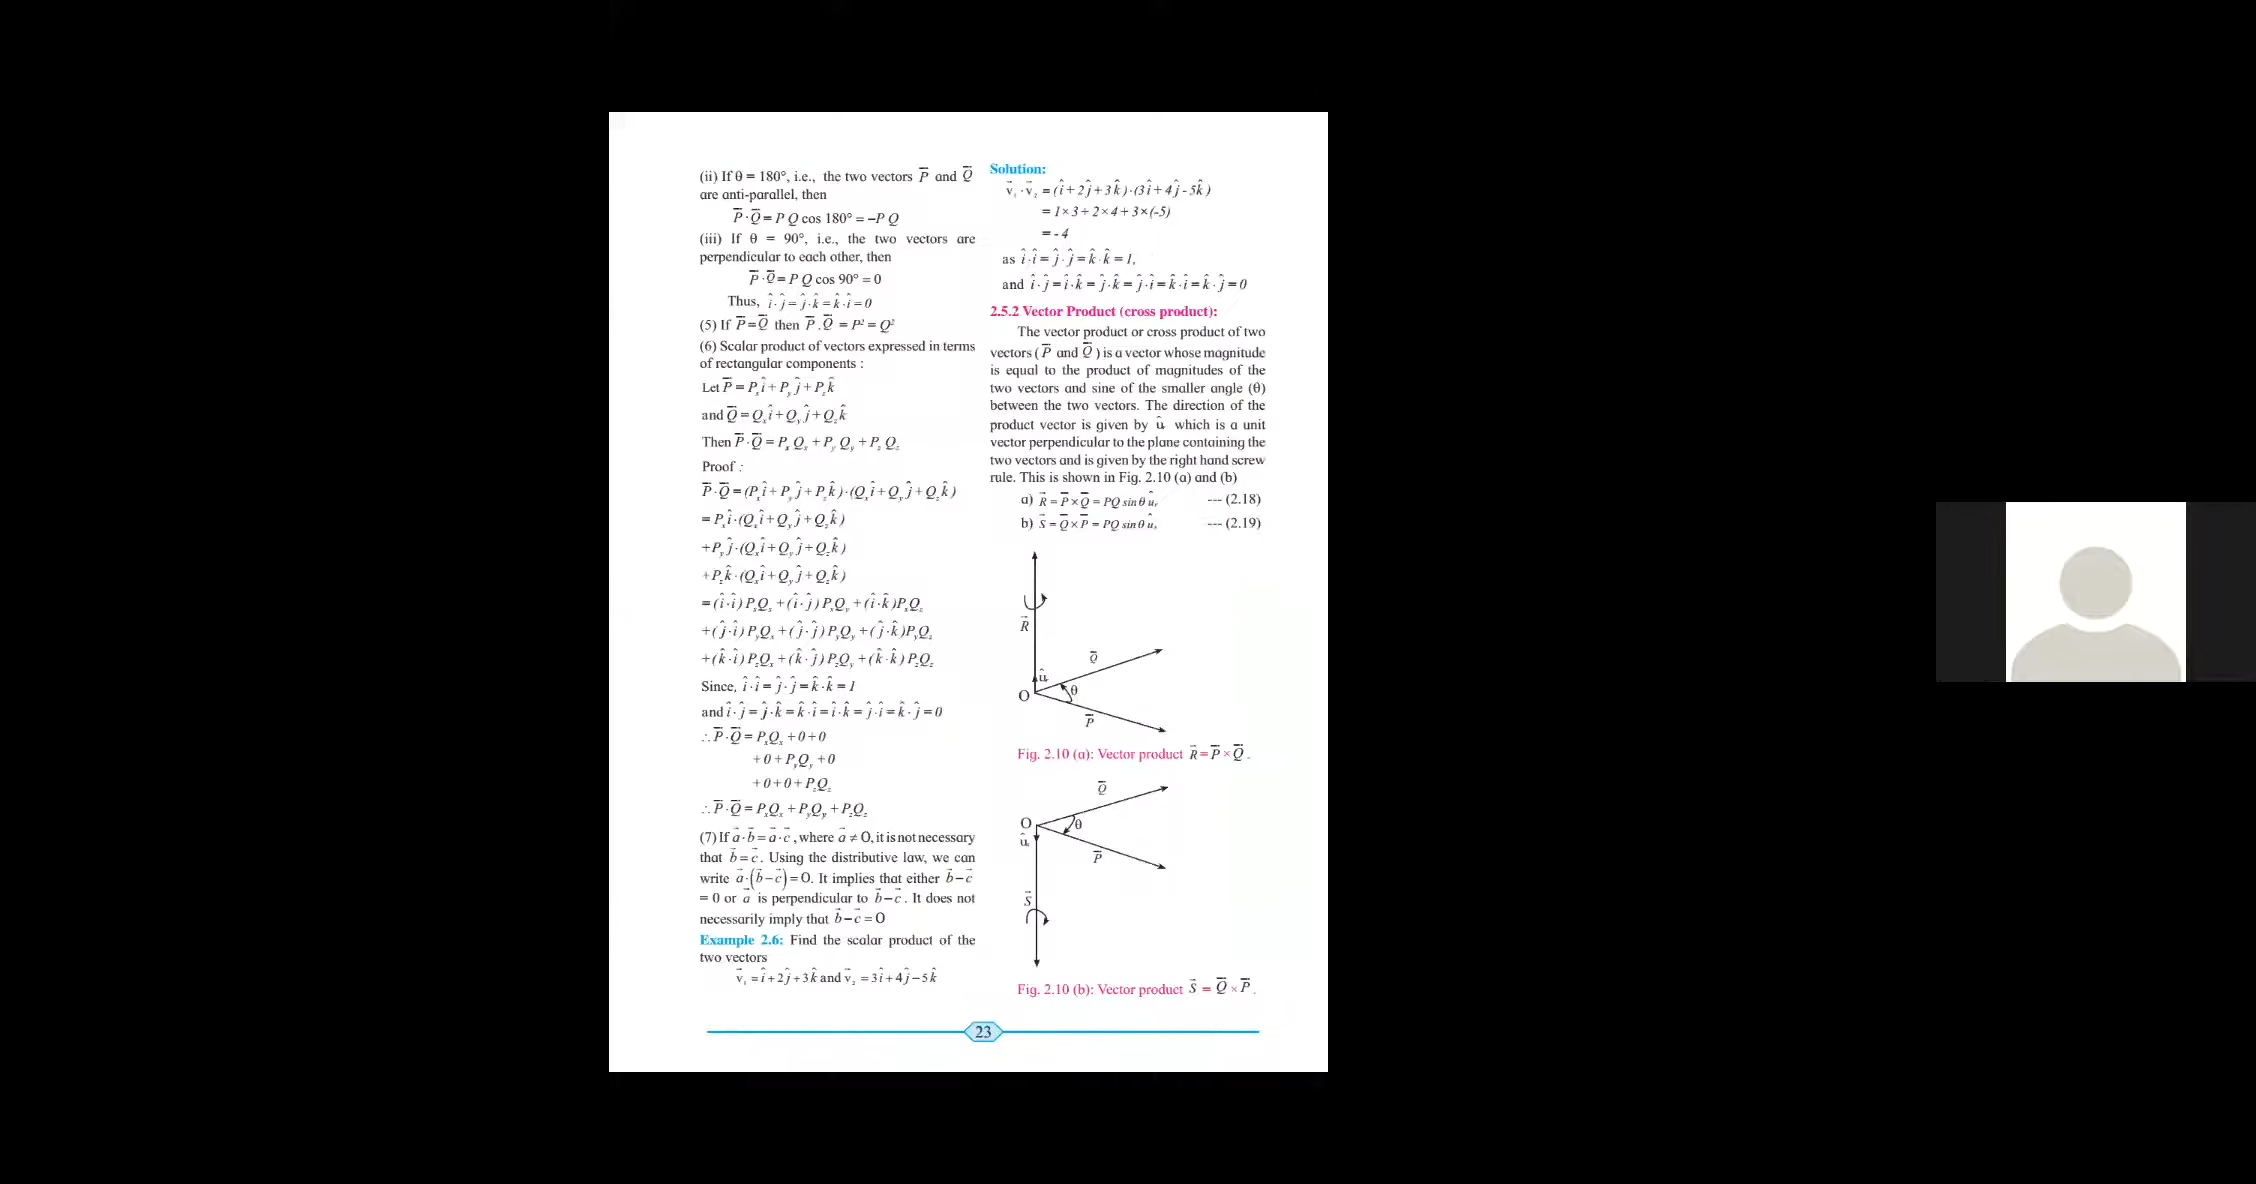 (ii) If θ = 180°, i.e., the two vectors P̅ and Q̅
are anti-parallel, then
P̅·Q̅ = P Q cos 180° = –P Q
(iii) If θ = 90°, i.e., the two vectors are
perpendicular to each other, then
P̅·Q̅ = P Q cos 90° = 0
Thus, î·ĵ = ĵ·k̂ = k̂·î = 0
(5) If P̅=Q̅ then P̅.Q̅ = P² = Q²
(6) Scalar product of vectors expressed in terms
of rectangular components :
Let P̅ = Pₓî + P_yĵ + P_zk̂
and Q̅ = Qₓî + Q_yĵ + Q_zk̂
Then P̅·Q̅ = Pₓ Qₓ + P_y Q_y + P_z Q_z
Proof :
P̅·Q̅ = (Pₓî + P_yĵ + P_zk̂)·(Qₓî + Q_yĵ + Q_zk̂)
= Pₓî·(Qₓî + Q_yĵ + Q_zk̂)
+P_yĵ·(Qₓî + Q_yĵ + Q_zk̂)
+P_zk̂·(Qₓî + Q_yĵ + Q_zk̂)
= (î·î) PₓQₓ + (î·ĵ) PₓQ_y + (î·k̂)PₓQ_z
+(ĵ·î) P_yQₓ + (ĵ·ĵ) P_yQ_y + (ĵ·k̂)P_yQ_z
+(k̂·î) P_zQₓ + (k̂·ĵ) P_zQ_y + (k̂·k̂) P_zQ_z
Since, î·î = ĵ·ĵ = k̂·k̂ = 1
and î·ĵ = ĵ·k̂ = k̂·î = î·k̂ = ĵ·î = k̂·ĵ = 0
∴ P̅·Q̅ = PₓQₓ + 0 + 0
+ 0 + P_yQ_y + 0
+ 0 + 0 + P_zQ_z
∴ P̅·Q̅ = PₓQₓ + P_yQ_y + P_zQ_z
(7) If a⃗·b⃗ = a⃗·c⃗, where a⃗ ≠ O, it is not necessary
that b⃗ = c⃗. Using the distributive law, we can
write a⃗·(b⃗ – c⃗) = O. It implies that either b⃗ – c⃗
= 0 or a⃗ is perpendicular to b⃗ – c⃗. It does not
necessarily imply that b⃗ – c⃗ = O
Example 2.6: Find the scalar product of the
two vectors
v⃗₁ = î + 2ĵ + 3k̂ and v⃗₂ = 3î + 4ĵ – 5k̂
Solution:
v⃗₁·v⃗₂ = (î + 2ĵ + 3k̂)·(3î + 4ĵ - 5k̂)
= 1×3 + 2×4 + 3×(-5)
= - 4
as î·î = ĵ·ĵ = k̂·k̂ = 1,
and î·ĵ = î·k̂ = ĵ·k̂ = ĵ·î = k̂·î = k̂·ĵ = 0
2.5.2 Vector Product (cross product):
The vector product or cross product of two
vectors ( P̅ and Q̅ ) is a vector whose magnitude
is equal to the product of magnitudes of the
two vectors and sine of the smaller angle (θ)
between the two vectors. The direction of the
product vector is given by û which is a unit
vector perpendicular to the plane containing the
two vectors and is given by the right hand screw
rule. This is shown in Fig. 2.10 (a) and (b)
a) R⃗ = P̅ × Q̅ = PQ sin θ ûᵣ --- (2.18)
b) S⃗ = Q̅ × P̅ = PQ sin θ ûₛ --- (2.19)
R⃗
Q̅
ûᵣ
O
θ
P̅
Fig. 2.10 (a): Vector product R⃗ = P̅ × Q̅ .
Q̅
O
θ
ûₛ
P̅
S⃗
Fig. 2.10 (b): Vector product S⃗ = Q̅ × P̅ .
23